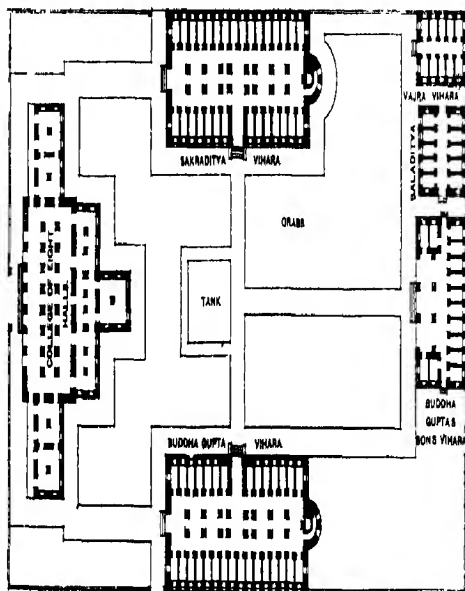 SAKRADITYA VIHARA
VAJRA VIHARA
BALADITYA
GRASS
COLLEGE OF EIGHT
HALLS.
TANK
BUDDHA GUPTA VIHARA
BUDDHA
GUPTAS
SONS VIHARA